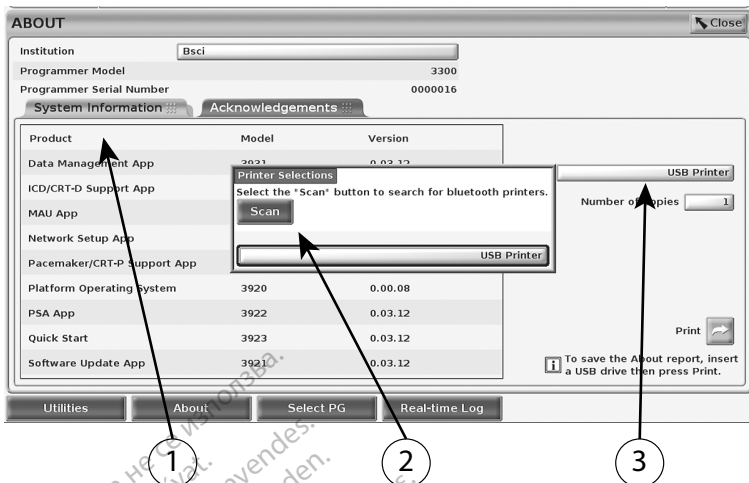 ABOUT
Close
Institution
Bsci
Programmer Model 3300
Programmer Serial Number 0000016
System Information
Acknowledgements
Product Model Version
Data Management App 3931 0.03.12
ICD/CRT-D Support App
MAU App
Network Setup App
Pacemaker/CRT-P Support App
Platform Operating System 3920 0.00.08
PSA App 3922 0.03.12
Quick Start 3923 0.03.12
Software Update App 3921 0.03.12
Printer Selections
Select the "Scan" button to search for bluetooth printers.
Scan
USB Printer
USB Printer
Number of Copies 1
Print
To save the About report, insert
a USB drive then press Print.
Utilities
About
Select PG
Real-time Log
1
2
3